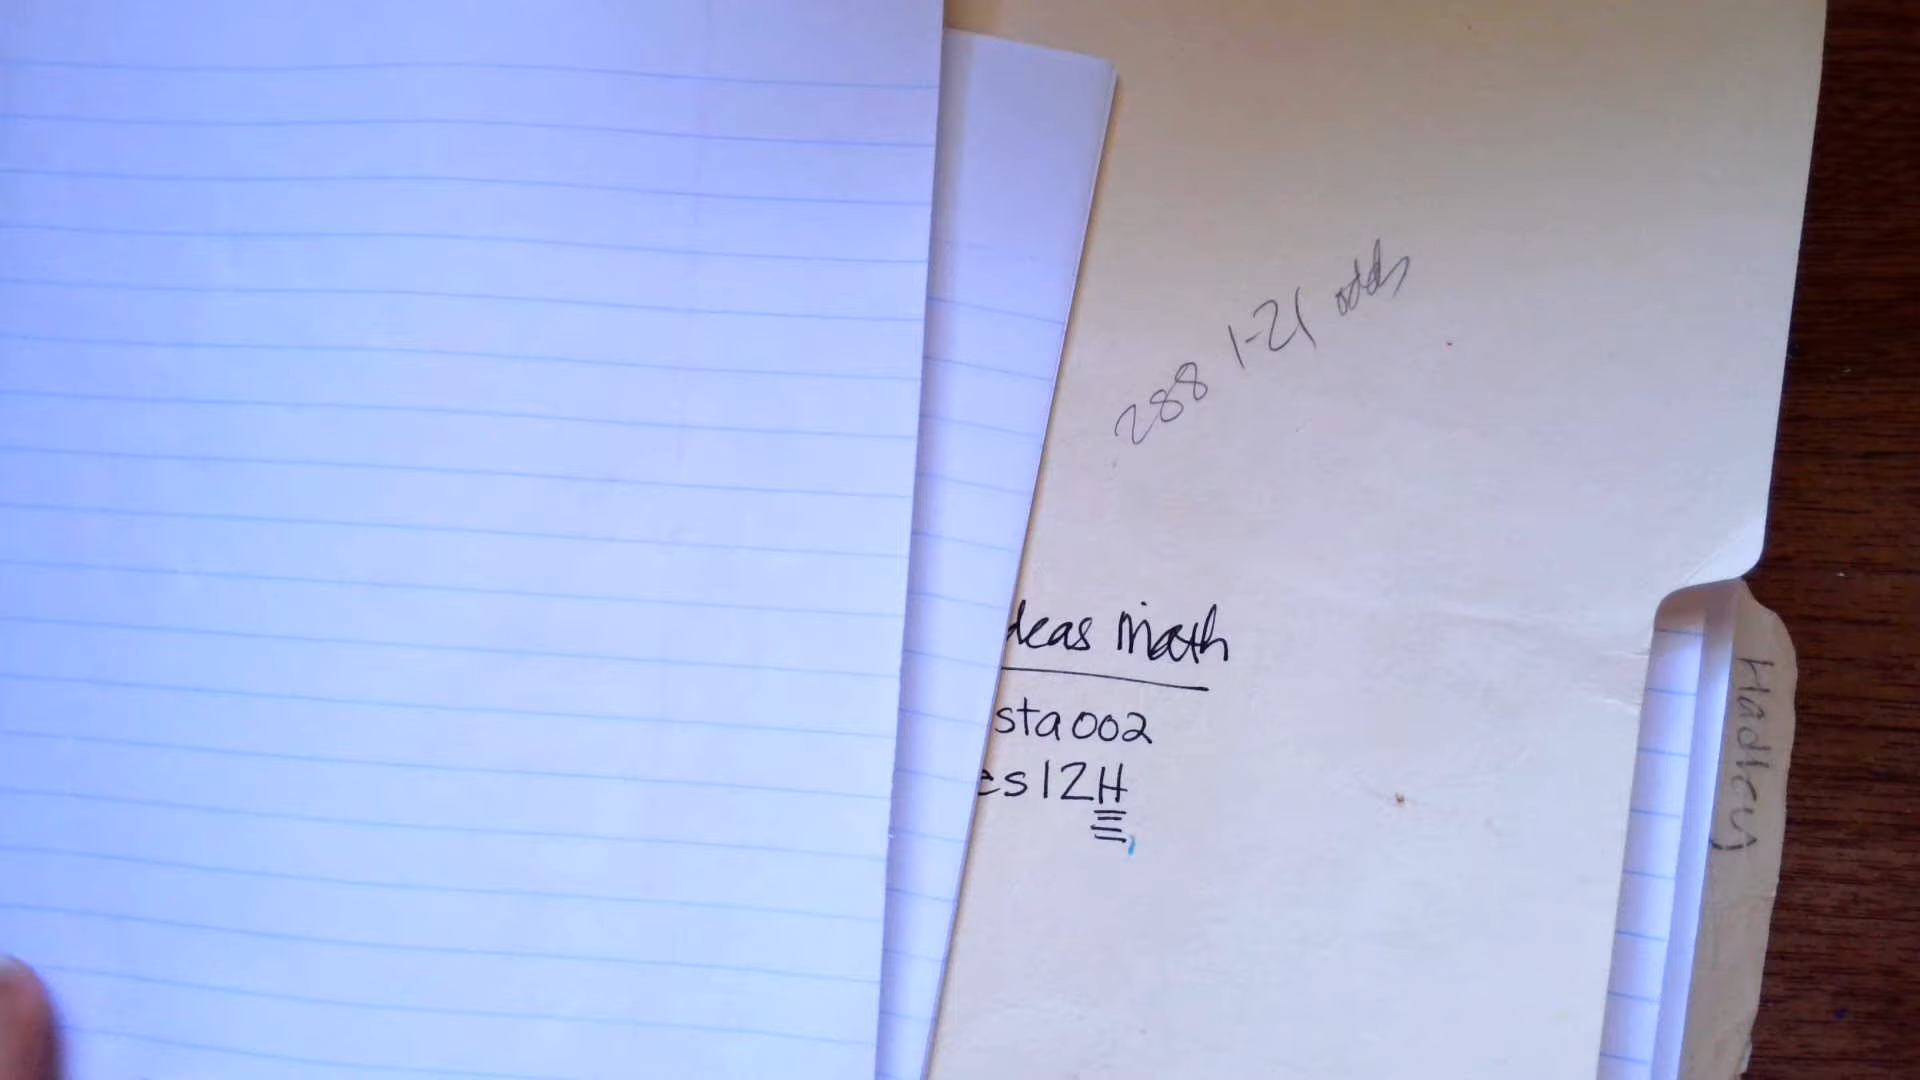 288 1-21 odds
deas math
sta002
es12H
Hadley